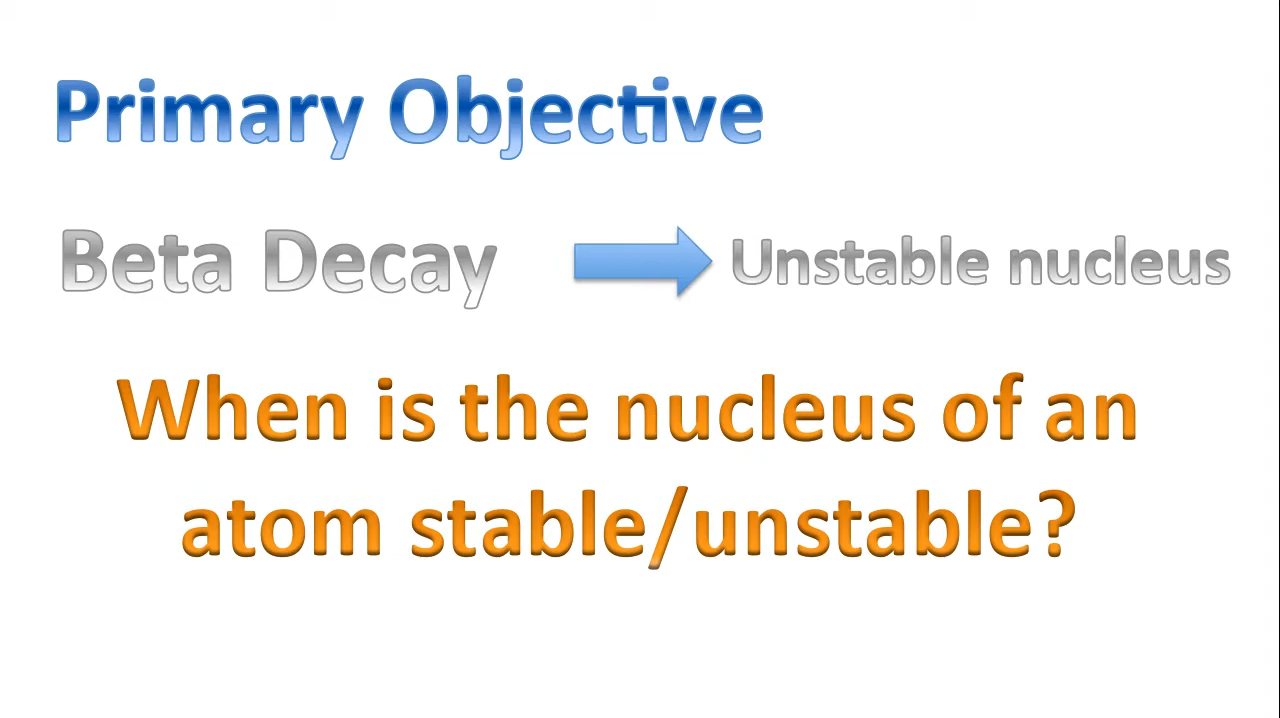 Primary Objective
Beta Decay Unstable nucleus
When is the nucleus of an
atom stable/unstable?